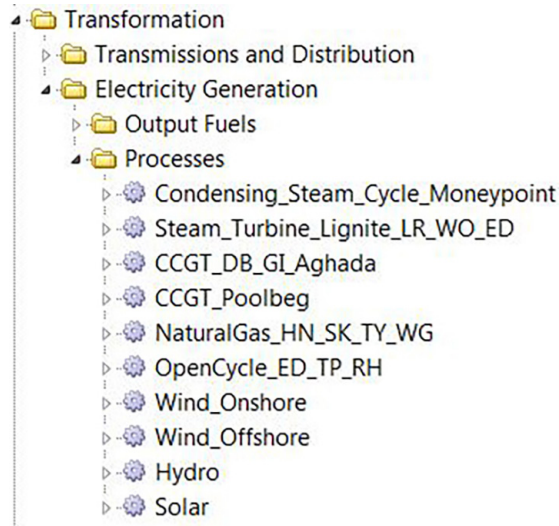 Transformation
Transmissions and Distribution
Electricity Generation
Output Fuels
Processes
Condensing_Steam_Cycle_Moneypoint
Steam_Turbine_Lignite_LR_WO_ED
CCGT_DB_GI_Aghada
CCGT_Poolbeg
NaturalGas_HN_SK_TY_WG
OpenCycle_ED_TP_RH
Wind_Onshore
Wind_Offshore
Hydro
Solar